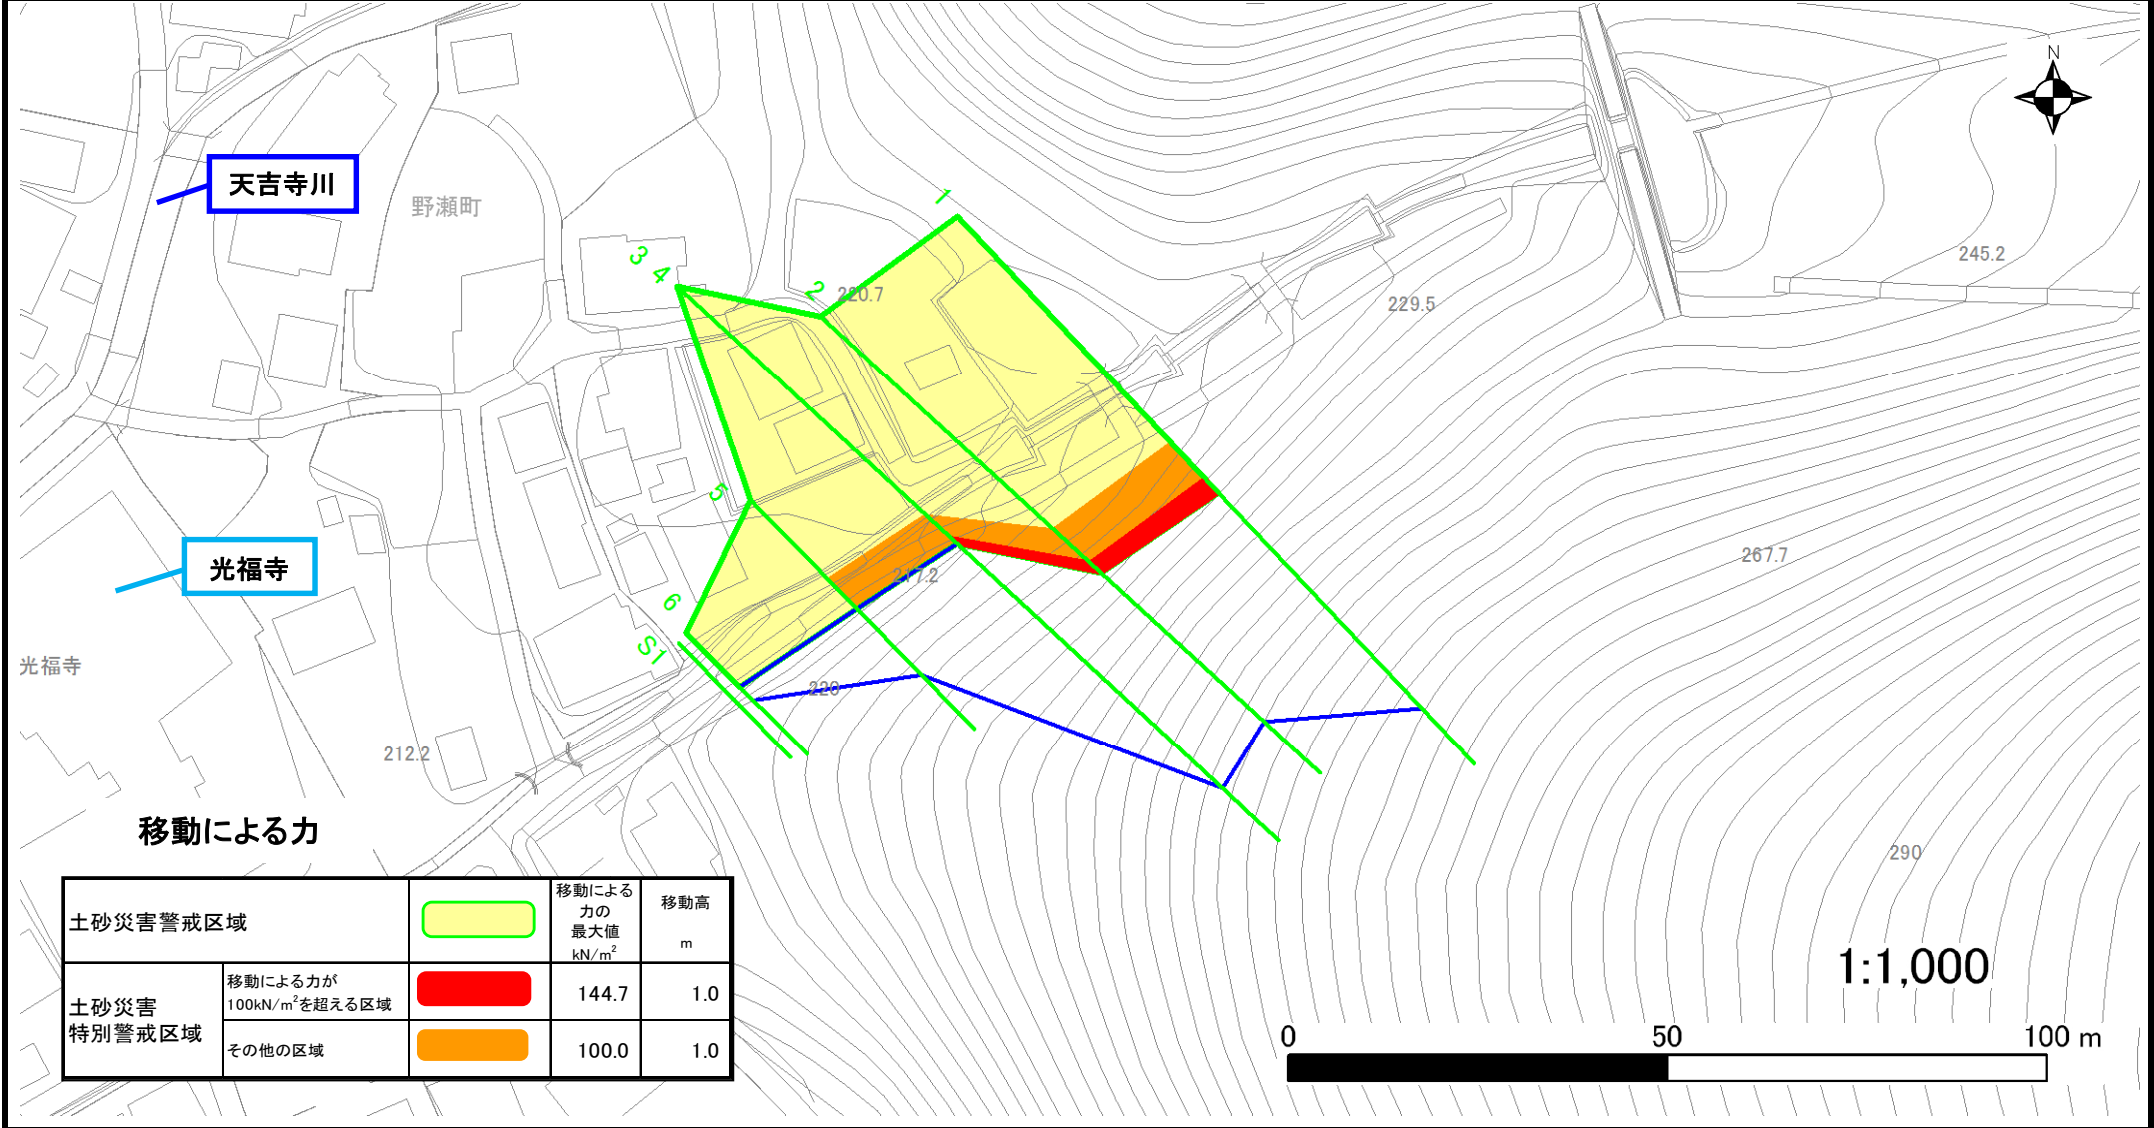 N
天吉寺川
野瀬町
1
245.2
3 4
2
220.7
229.5
5
267.7
光福寺
217.2
6
S1
光福寺
220
212.2
移動による力
290
1:1,000
0 50 100 m
土砂災害警戒区域
移動による
力の
最大値
kN/m²
移動高
m
土砂災害
特別警戒区域
移動による力が
100kN/m²を超える区域
144.7 1.0
その他の区域
100.0 1.0